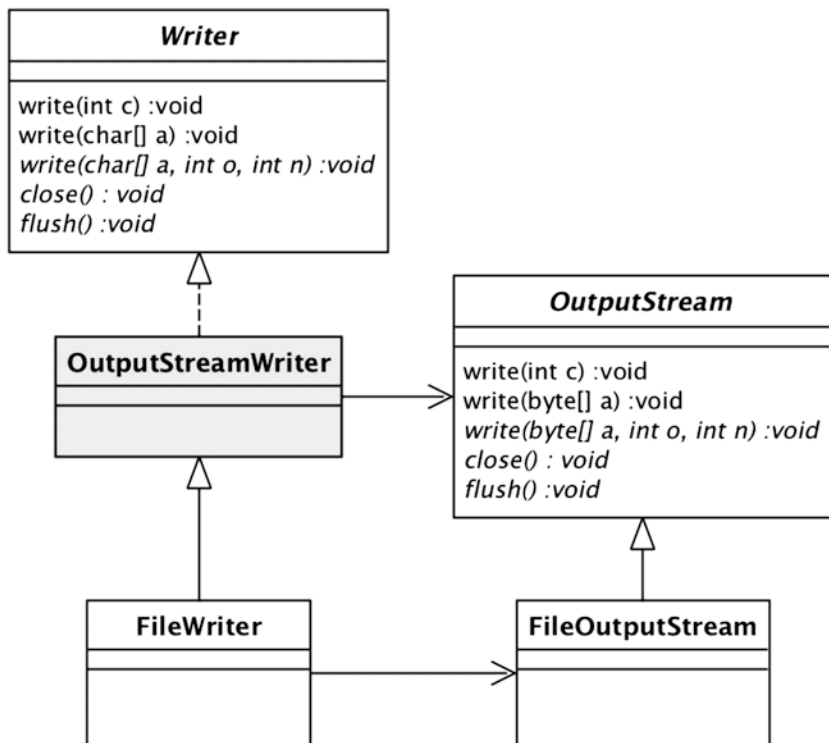 Writer
write(int c) :void
write(char[] a) :void
write(char[] a, int o, int n) :void
close() : void
flush() :void
OutputStreamWriter
OutputStream
write(int c) :void
write(byte[] a) :void
write(byte[] a, int o, int n) :void
close() : void
flush() :void
FileWriter
FileOutputStream